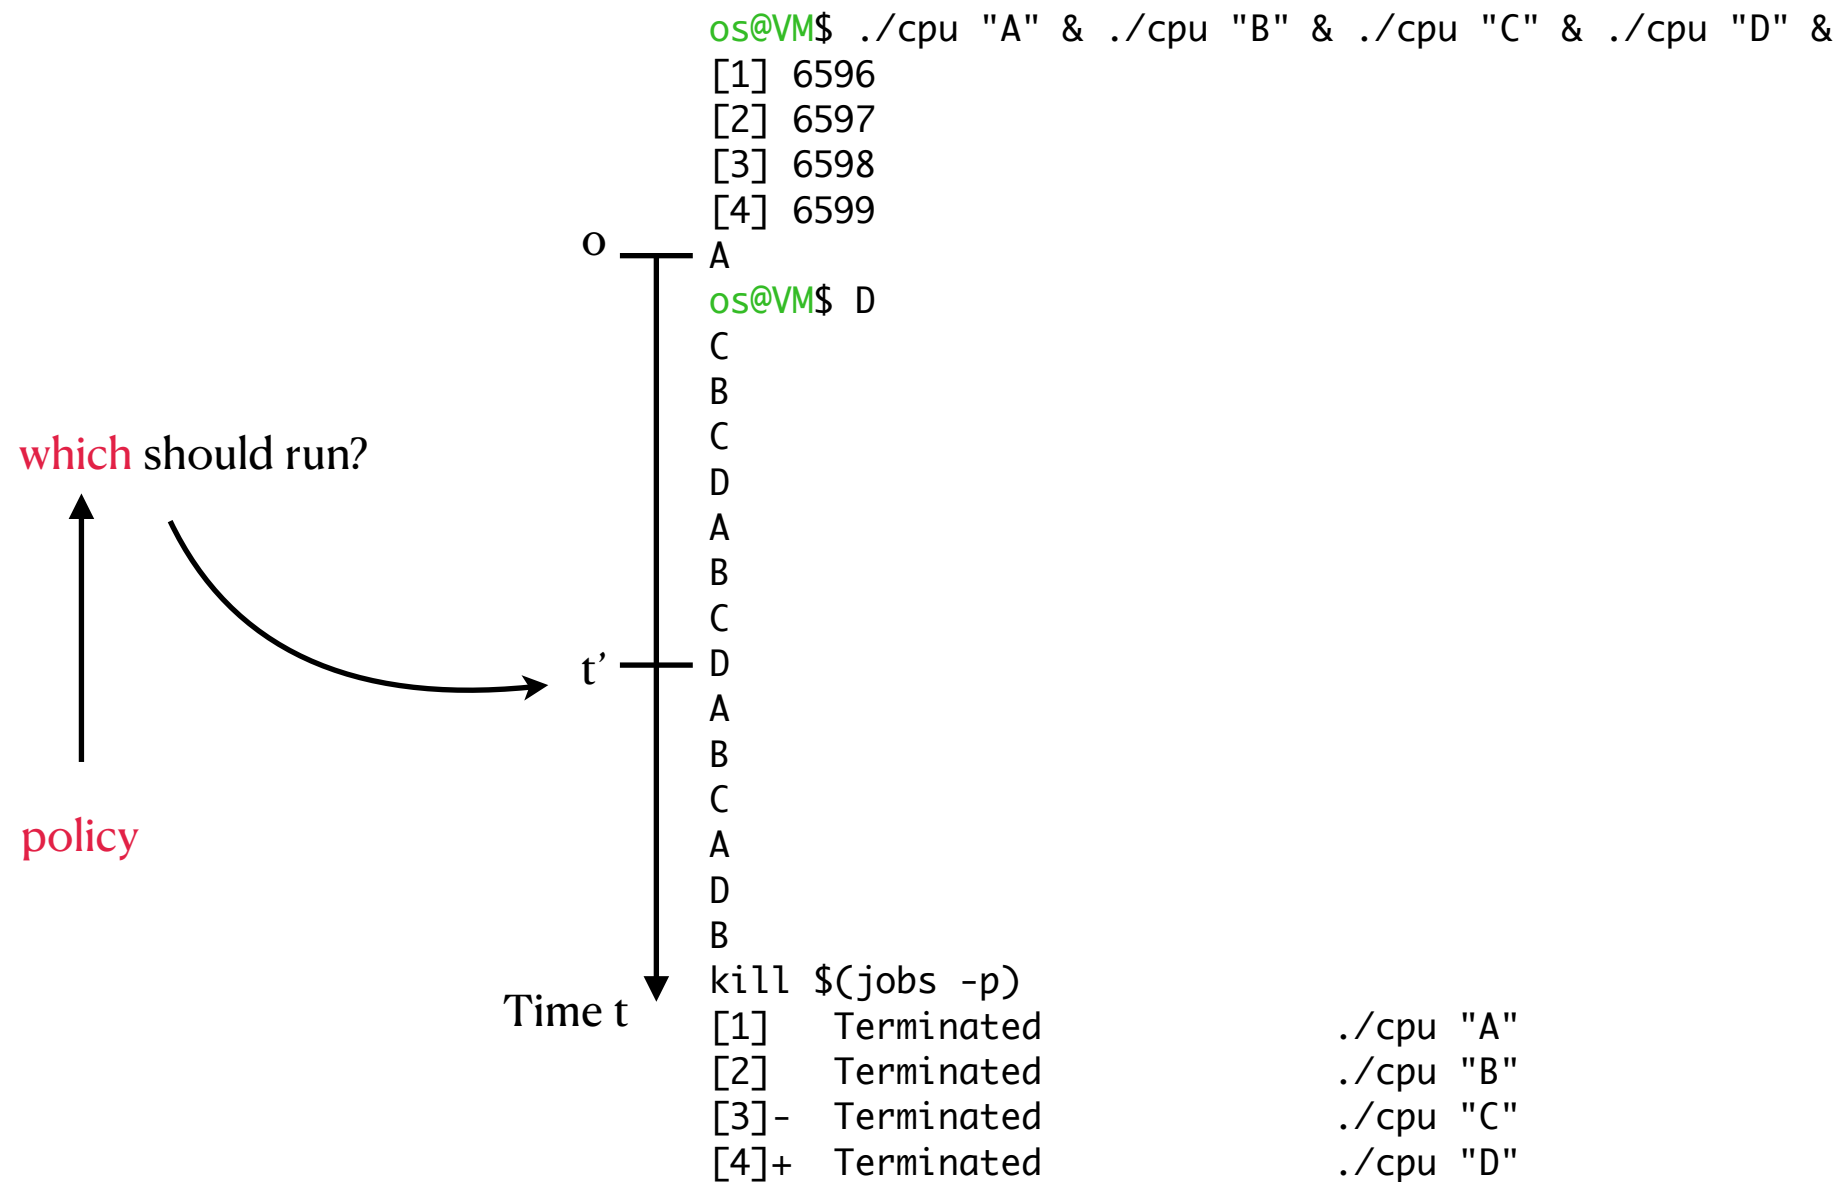 os@VM$ ./cpu "A" & ./cpu "B" & ./cpu "C" & ./cpu "D" &
[1] 6596
[2] 6597
[3] 6598
[4] 6599
0
A
os@VM$ D
C
B
C
which should run?
D
A
B
C
t’
D
A
B
C
policy
A
D
B
kill $(jobs -p)
Time t
[1]   Terminated              ./cpu "A"
[2]   Terminated              ./cpu "B"
[3]-  Terminated              ./cpu "C"
[4]+  Terminated              ./cpu "D"